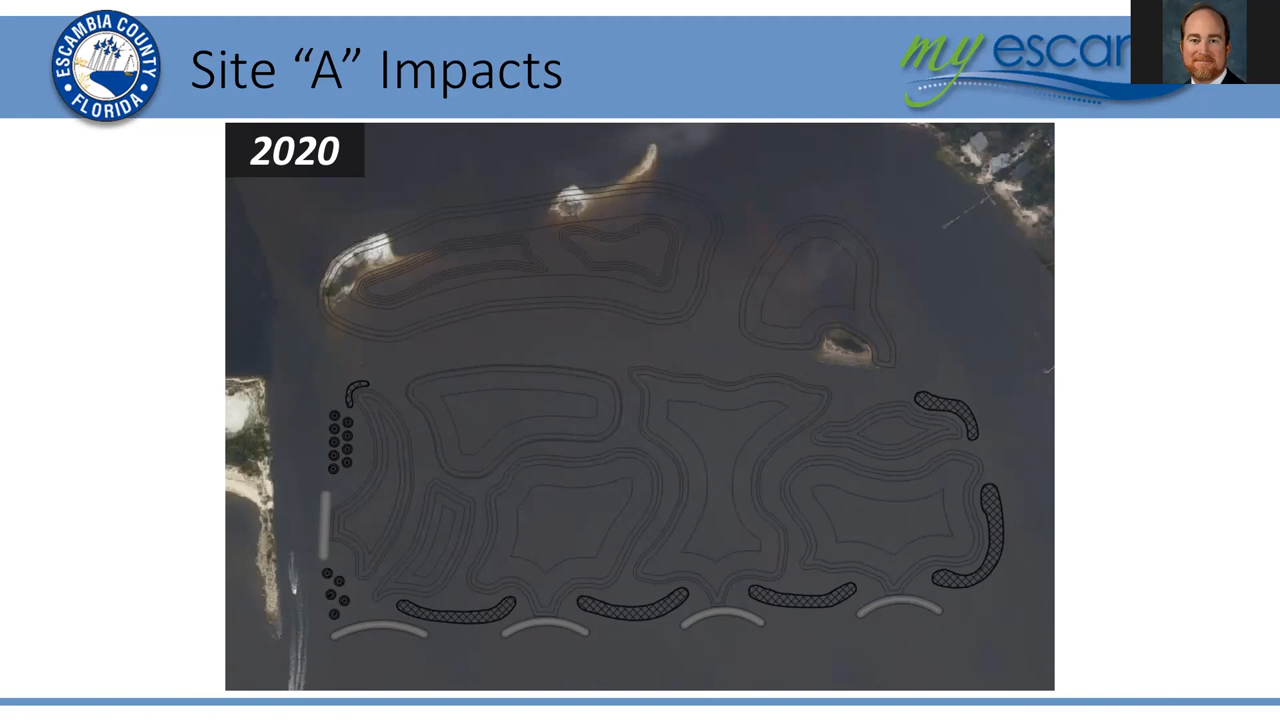 ESCAMBIA COUNTY
FLORIDA
Site “A” Impacts
my escar
2020